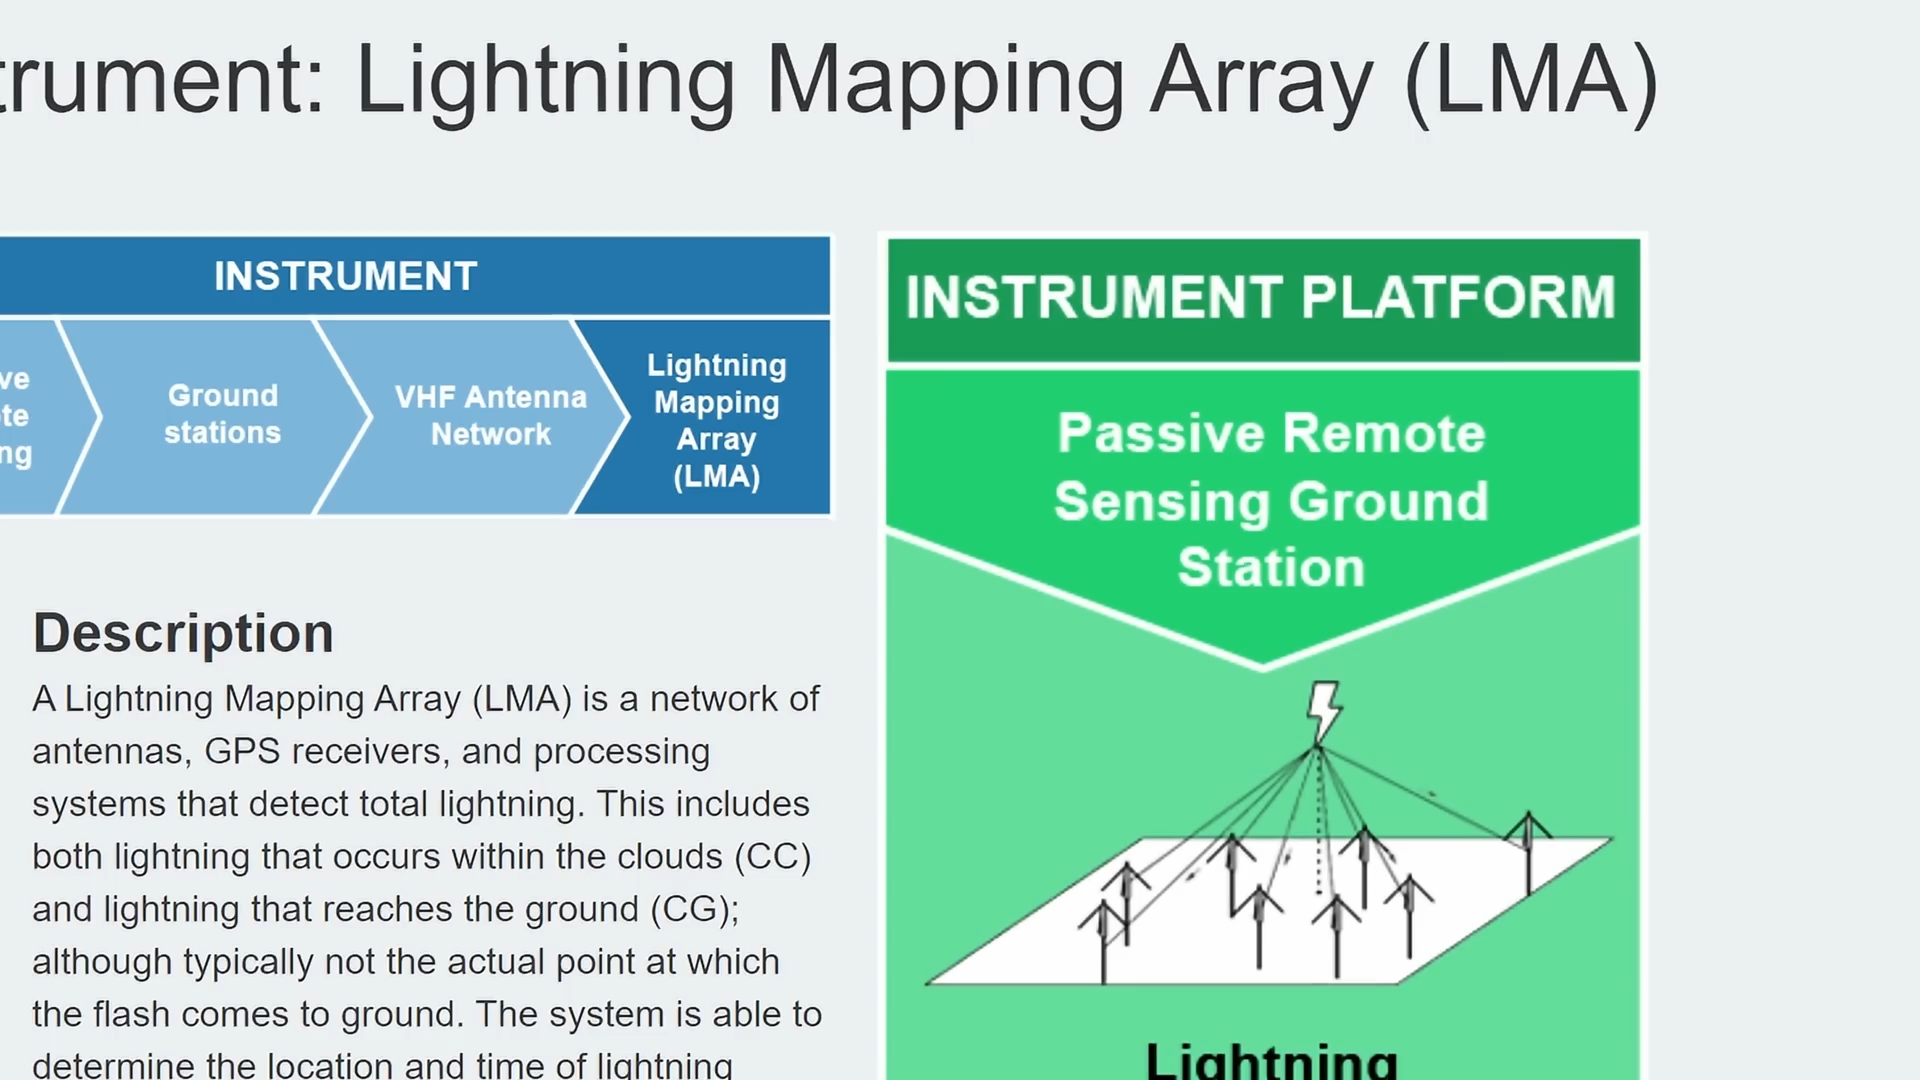 trument: Lightning Mapping Array (LMA)
INSTRUMENT
ve
te
ng
Ground
stations
VHF Antenna
Network
Lightning
Mapping
Array
(LMA)
Description
A Lightning Mapping Array (LMA) is a network of
antennas, GPS receivers, and processing
systems that detect total lightning. This includes
both lightning that occurs within the clouds (CC)
and lightning that reaches the ground (CG);
although typically not the actual point at which
the flash comes to ground. The system is able to
determine the location and time of lightning
INSTRUMENT PLATFORM
Passive Remote
Sensing Ground
Station
Lightning